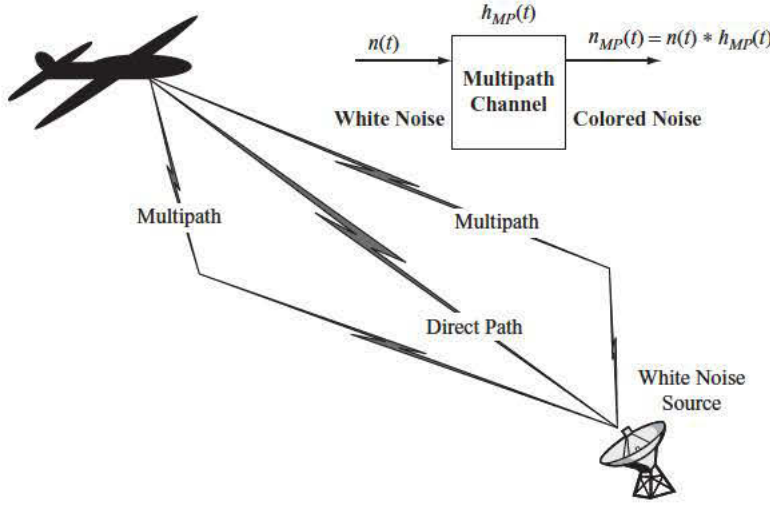 h_MP(t)
n(t)
n_MP(t) = n(t) * h_MP(t)
Multipath
Channel
White Noise
Colored Noise
Multipath
Multipath
Direct Path
White Noise
Source